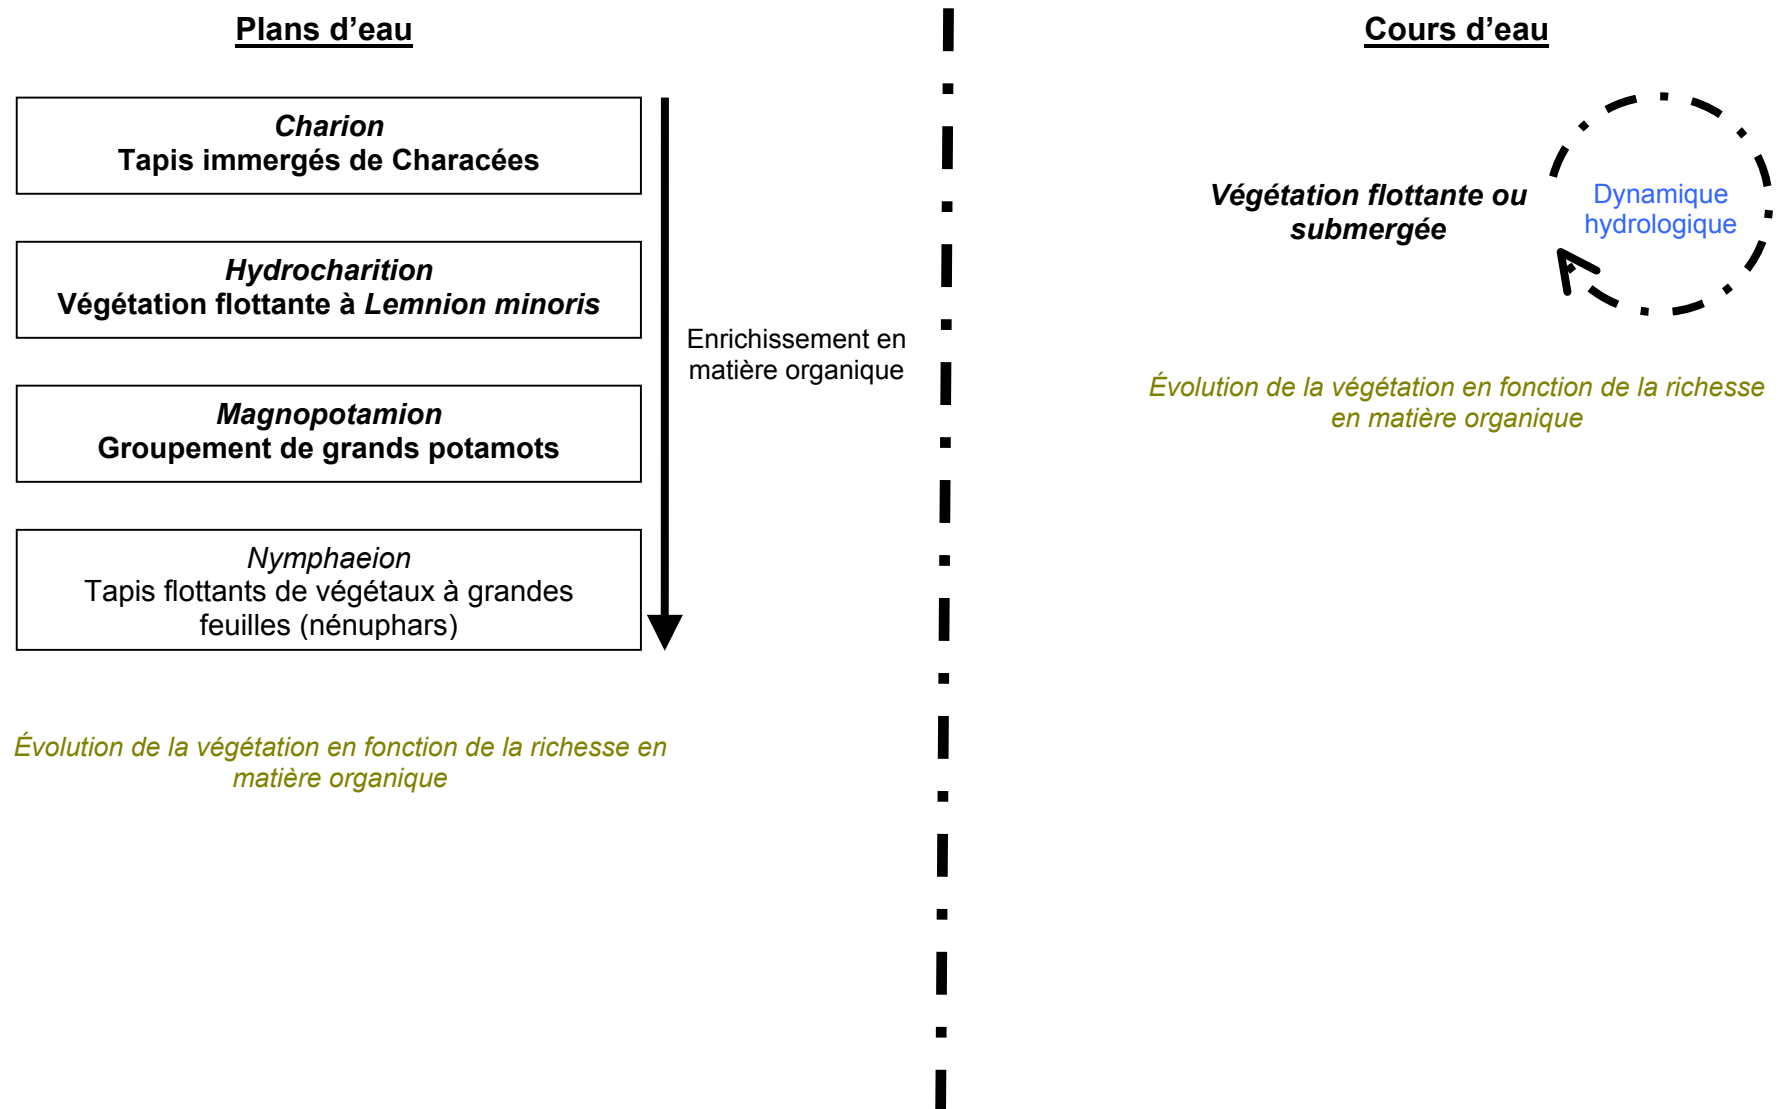 Plans d'eau
Charion
Tapis immergés de Characées
Hydrocharition
Végétation flottante à Lemnion minoris
Magnopotamion
Groupement de grands potamots
Nymphaeion
Tapis flottants de végétaux à grandes
feuilles (nénuphars)
Enrichissement en
matière organique
Évolution de la végétation en fonction de la richesse en
matière organique
Cours d'eau
Végétation flottante ou
submergée
Dynamique
hydrologique
Évolution de la végétation en fonction de la richesse
en matière organique